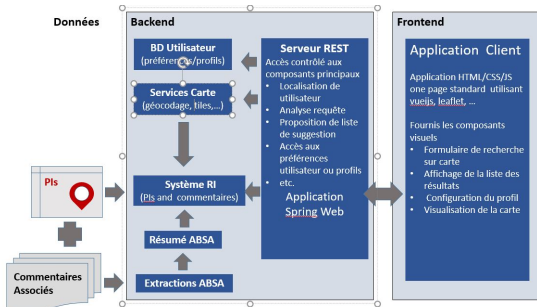 Données
Backend
Frontend
BD Utilisateur
(préférences/profils)
Services Carte
(géocodage, tiles,...)
Système RI
(PIs and commentaires)
Résumé ABSA
Extractions ABSA
PIs
Commentaires
Associés
Serveur REST
Accès contrôlé aux
composants principaux
• Localisation de
utilisateur
• Analyse requête
• Proposition de liste
de suggestion
• Accès aux
préférences
utilisateur ou profils
• etc.
Application
Spring Web
Application Client
Application HTML/CSS/JS
one page standard utilisant
vuejs, leaflet, ...
Fournis les composants
visuels
• Formulaire de recherche
sur carte
• Affichage de la liste des
résultats
• Configuration du profil
• Visualisation de la carte